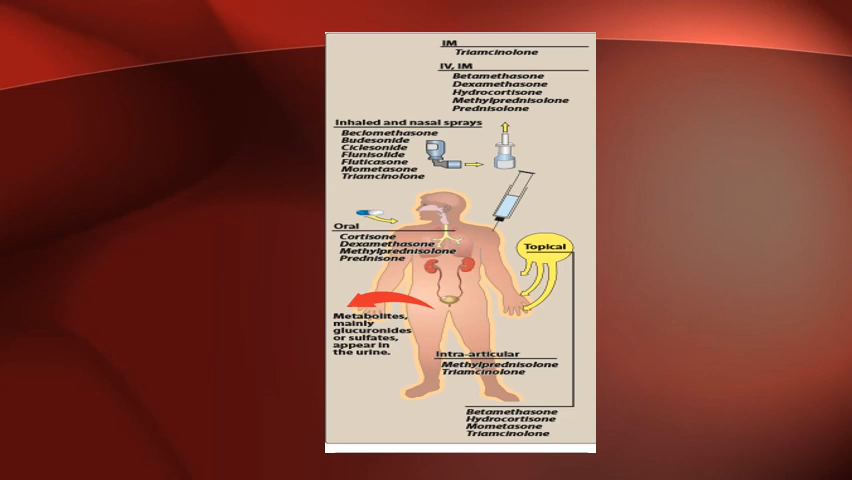 IM
Triamcinolone
IV, IM
Betamethasone
Dexamethasone
Hydrocortisone
Methylprednisolone
Prednisolone
Inhaled and nasal sprays
Beclomethasone
Budesonide
Ciclesonide
Flunisolide
Fluticasone
Mometasone
Triamcinolone
Oral
Cortisone
Dexamethasone
Methylprednisolone
Prednisone
Topical
Metabolites,
mainly
glucuronides
or sulfates,
appear in
the urine.
Intra-articular
Methylprednisolone
Triamcinolone
Betamethasone
Hydrocortisone
Mometasone
Triamcinolone